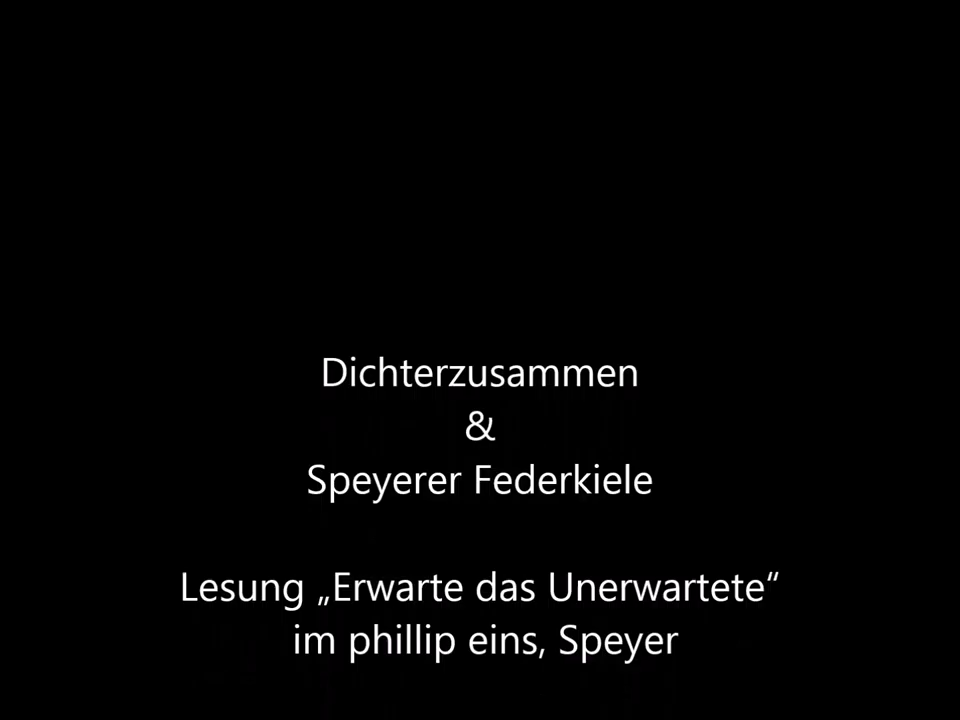 Dichterzusammen
&
Speyerer Federkiele
Lesung „Erwarte das Unerwartete“
im phillip eins, Speyer